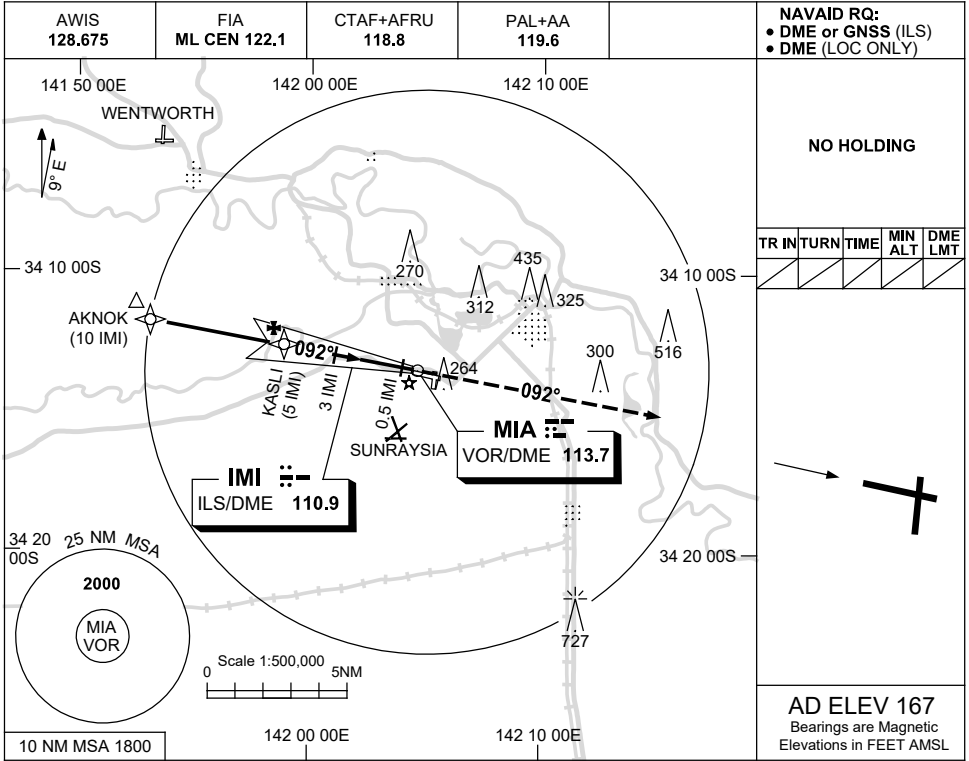 AWIS
128.675
FIA
ML CEN 122.1
CTAF+AFRU
118.8
PAL+AA
119.6
NAVAID RQ:
• DME or GNSS (ILS)
• DME (LOC ONLY)
141 50 00E
142 00 00E
142 10 00E
WENTWORTH
9° E
NO HOLDING
TR IN
TURN
TIME
MIN ALT
DME LMT
34 10 00S
270
312
435
325
34 10 00S
AKNOK
(10 IMI)
092°
KASLI
(5 IMI)
3 IMI
0.5 IMI
264
300
516
092°
SUNRAYSIA
MIA
VOR/DME 113.7
IMI
ILS/DME 110.9
34 20
00S
25 NM MSA
2000
MIA
VOR
34 20 00S
727
Scale 1:500,000
0
5NM
142 00 00E
142 10 00E
10 NM MSA 1800
AD ELEV 167
Bearings are Magnetic
Elevations in FEET AMSL